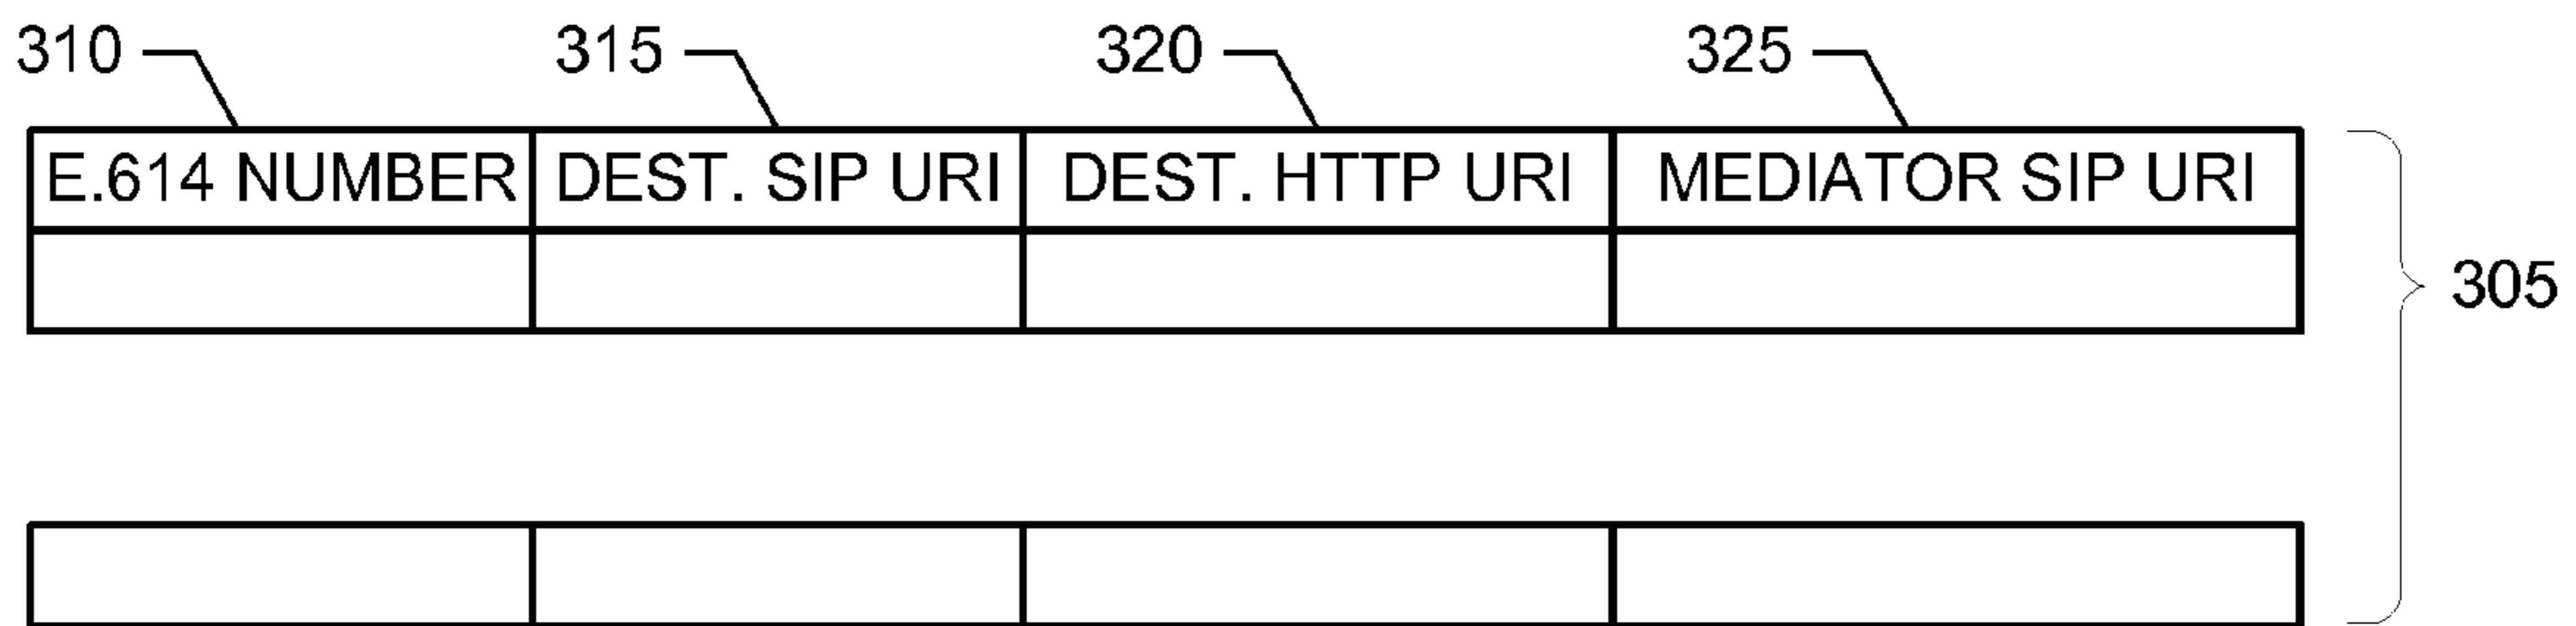 310 315 320 325
E.614 NUMBER DEST. SIP URI DEST. HTTP URI MEDIATOR SIP URI
305